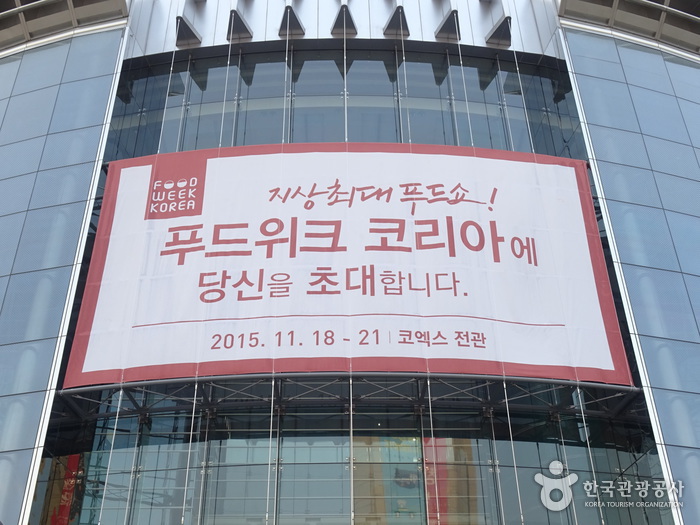 FOOD
WEEK
KOREA
지상최대 푸드쇼!
푸드위크 코리아에
당신을 초대합니다.
2015. 11. 18 - 21 | 코엑스 전관
한국관광공사
KOREA TOURISM ORGANIZATION